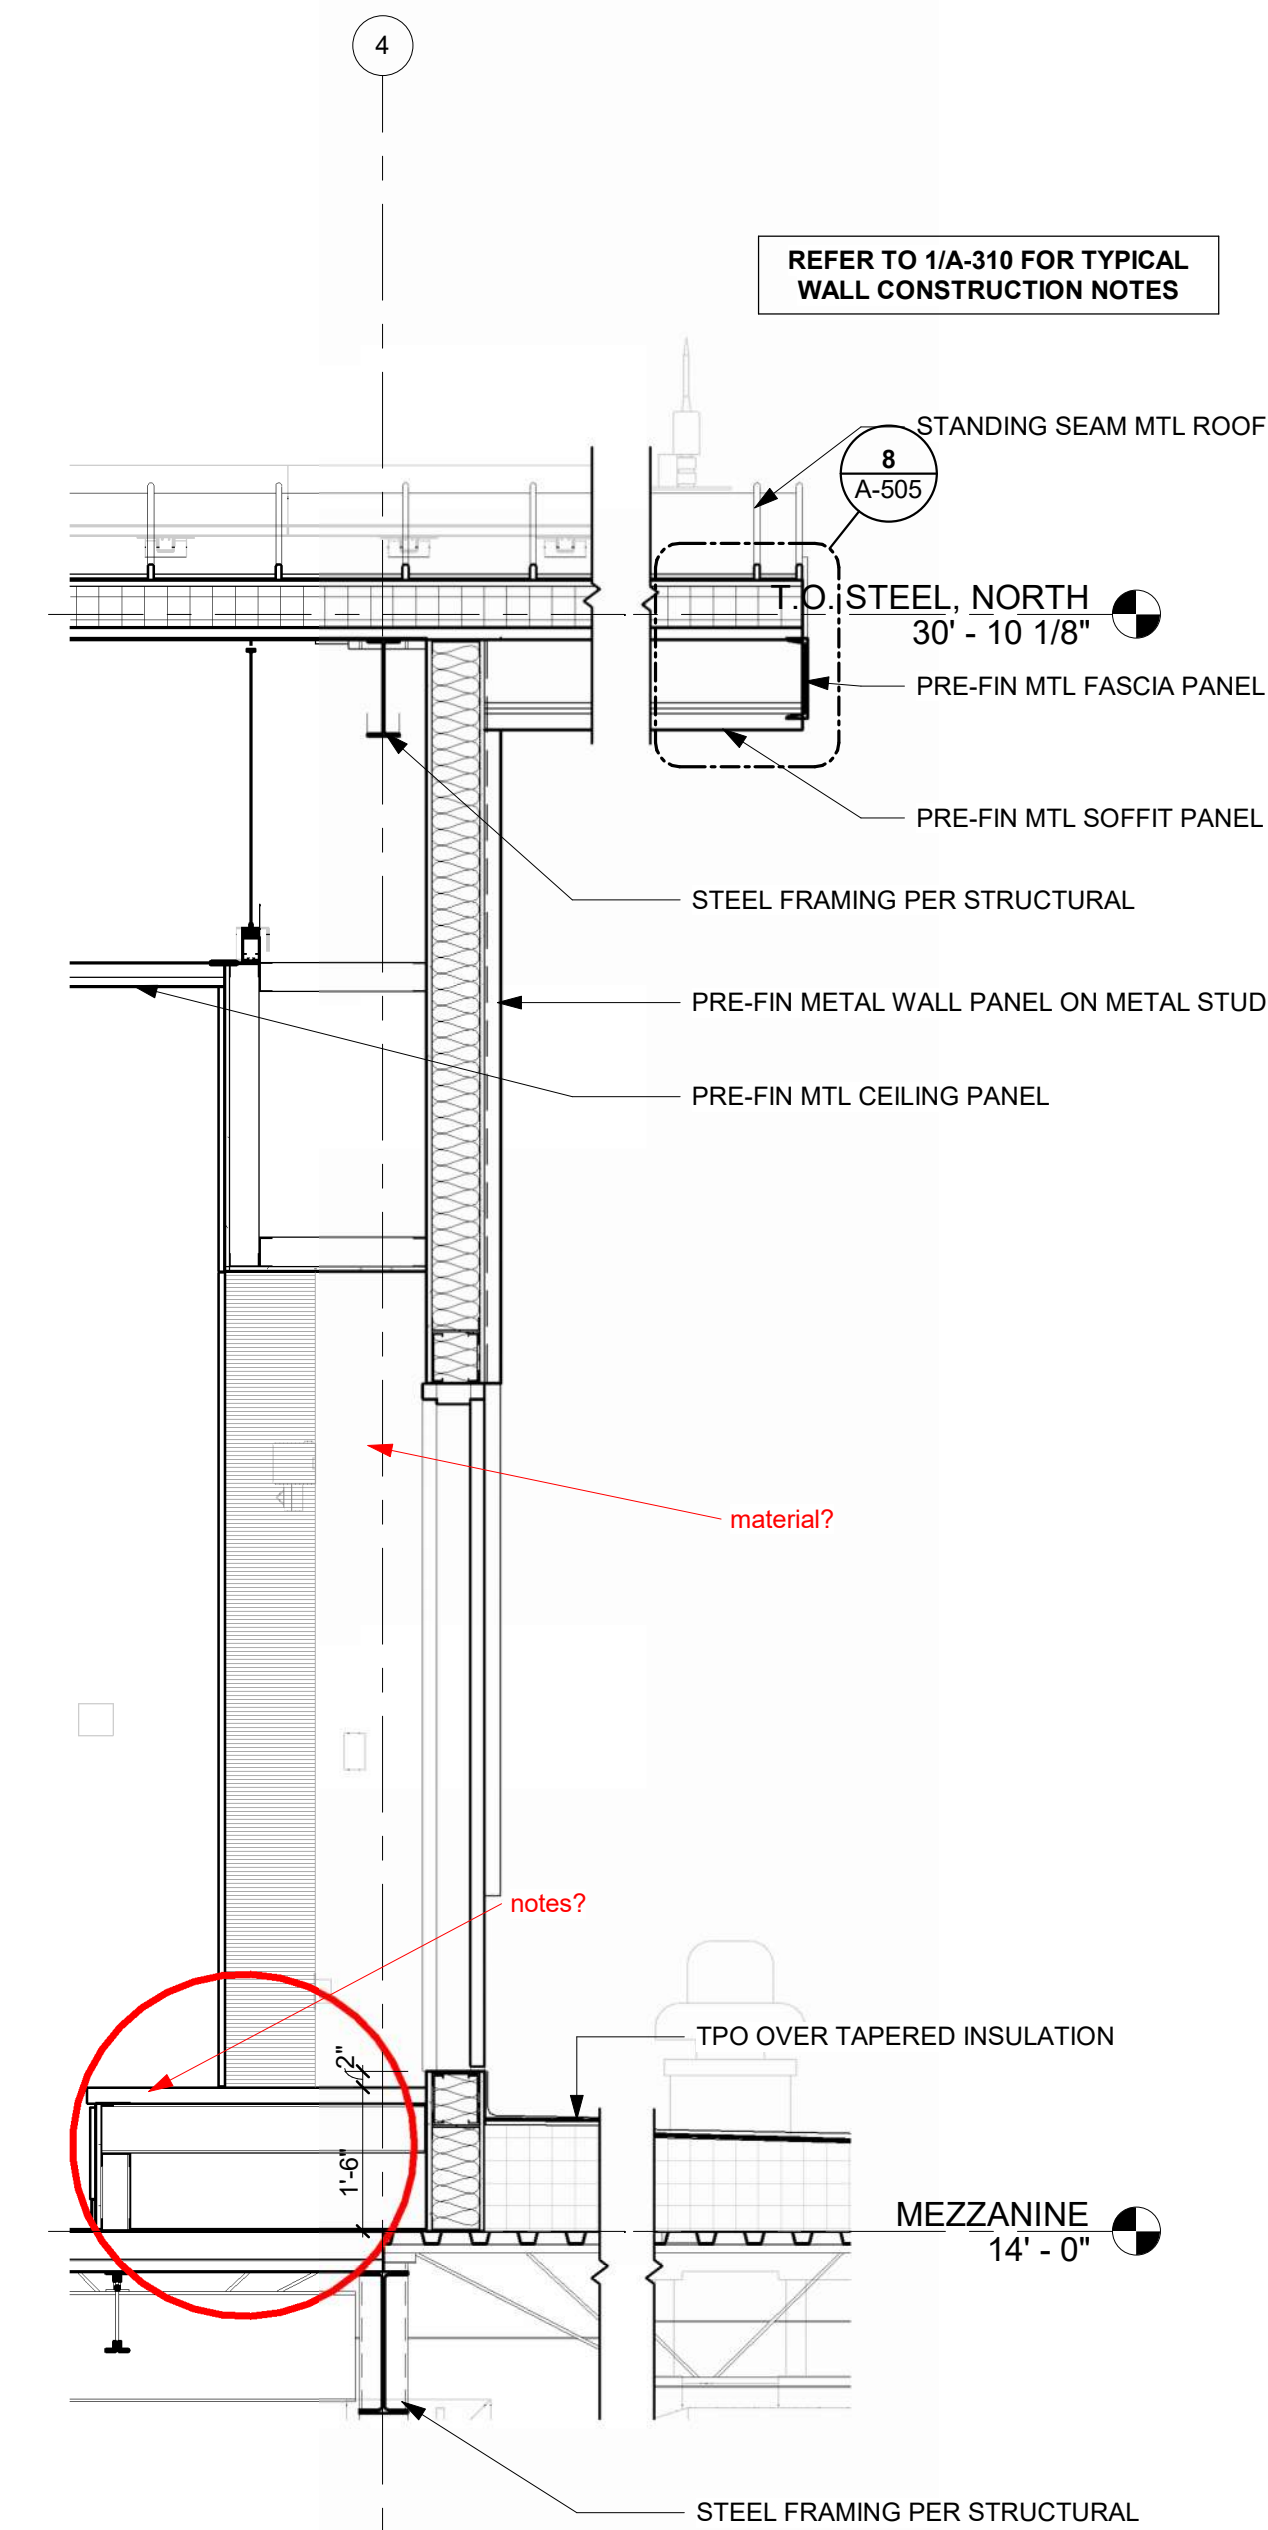 4
REFER TO 1/A-310 FOR TYPICAL
WALL CONSTRUCTION NOTES
STANDING SEAM MTL ROOF
8
A-505
T.O. STEEL, NORTH
30' - 10 1/8"
PRE-FIN MTL FASCIA PANEL
PRE-FIN MTL SOFFIT PANEL
STEEL FRAMING PER STRUCTURAL
PRE-FIN METAL WALL PANEL ON METAL STUD
PRE-FIN MTL CEILING PANEL
material?
notes?
TPO OVER TAPERED INSULATION
2"
1'-6"
MEZZANINE
14' - 0"
STEEL FRAMING PER STRUCTURAL